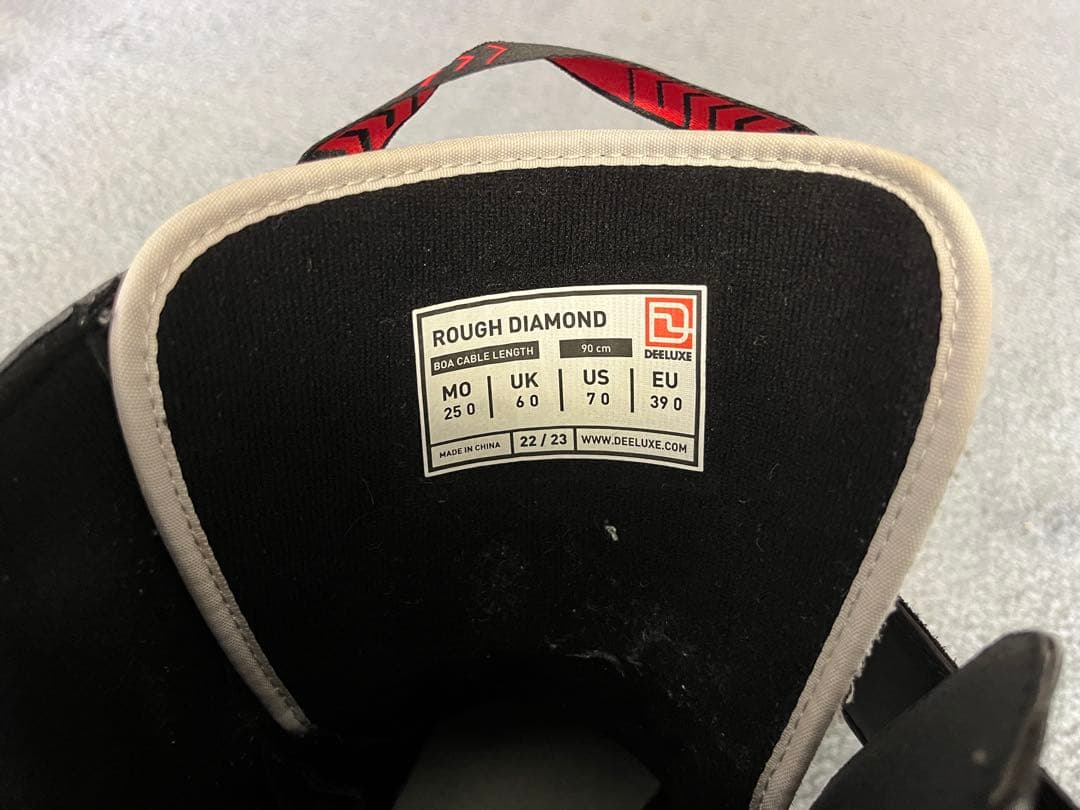 ROUGH DIAMOND
BOA CABLE LENGTH 90 cm
DEELUXE
MO UK US EU
25 0 6 0 7 0 39 0
MADE IN CHINA 22 / 23 WWW.DEELUXE.COM